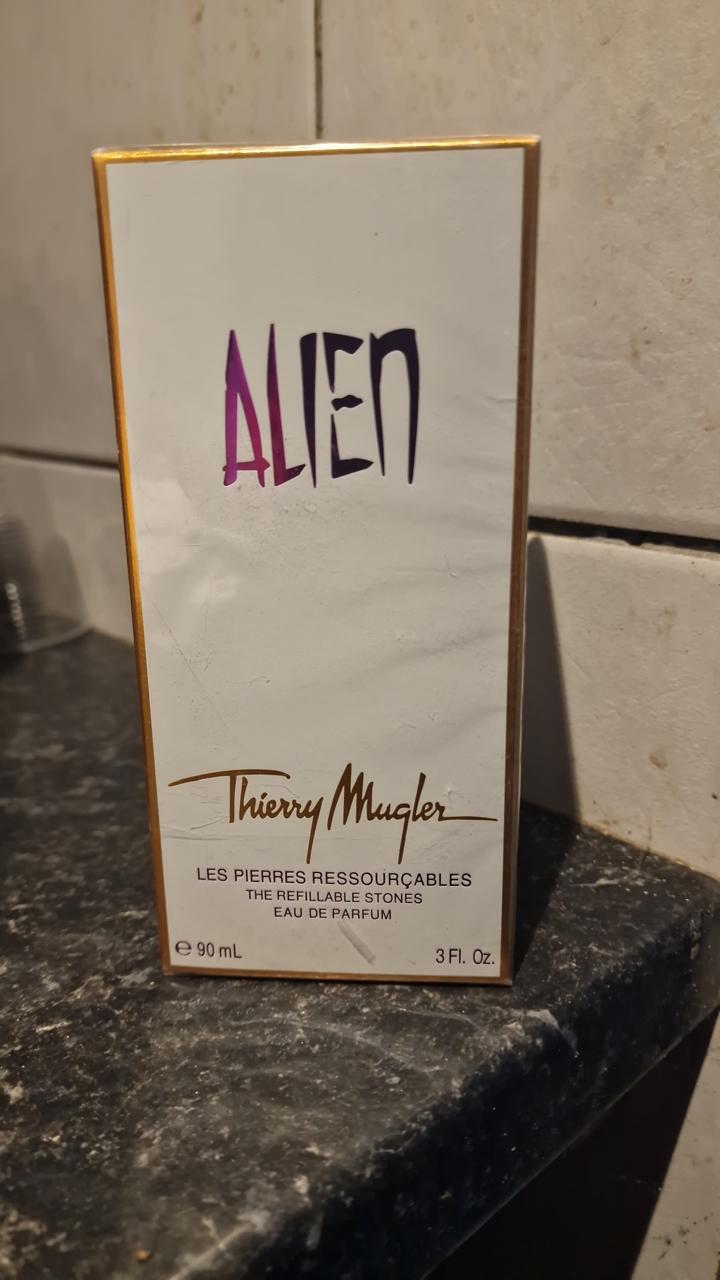 ALIEN
Thierry Mugler
LES PIERRES RESSOURÇABLES
THE REFILLABLE STONES
EAU DE PARFUM
℮ 90 mL 3 Fl. Oz.